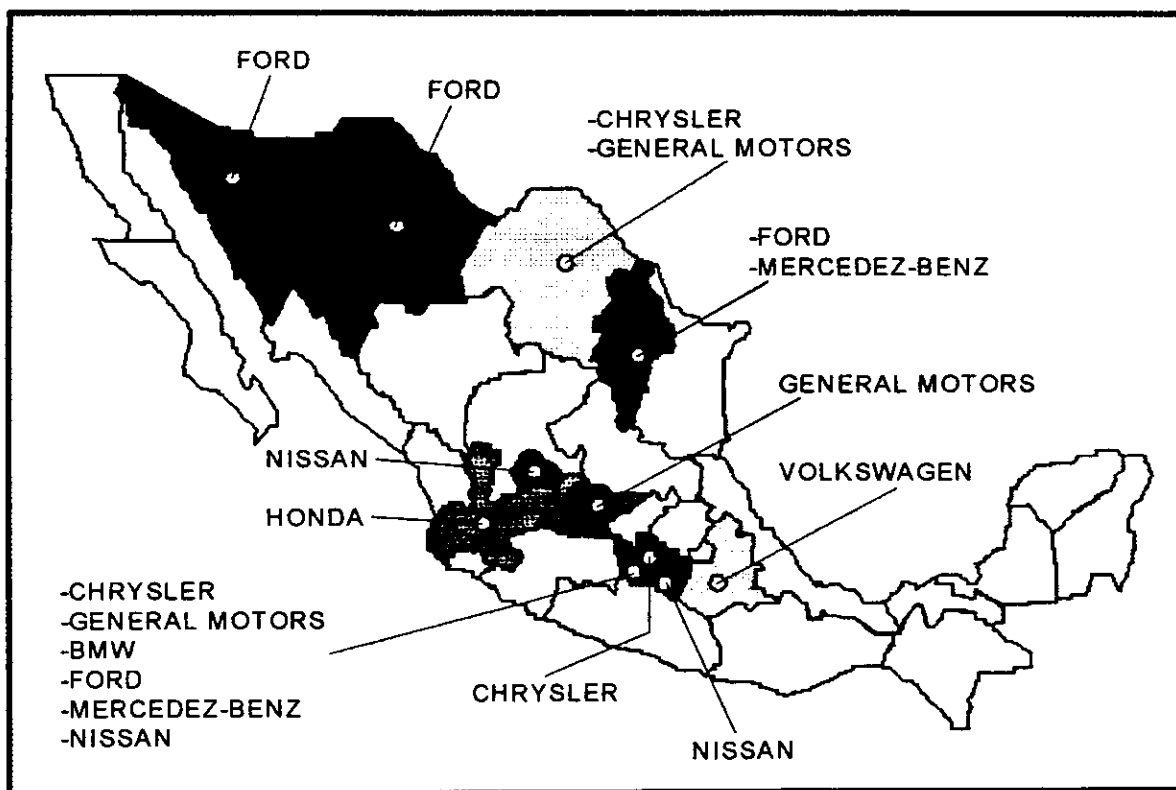 FORD
FORD
-CHRYSLER
-GENERAL MOTORS
-FORD
-MERCEDEZ-BENZ
GENERAL MOTORS
NISSAN
VOLKSWAGEN
HONDA
-CHRYSLER
-GENERAL MOTORS
-BMW
-FORD
-MERCEDEZ-BENZ
-NISSAN
CHRYSLER
NISSAN